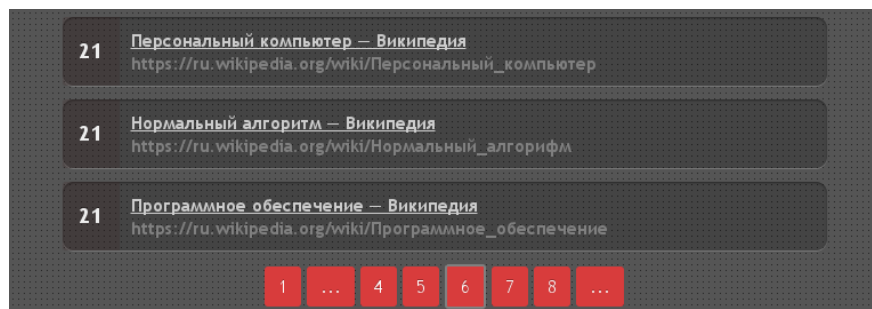 21
Персональный компьютер — Википедия
https://ru.wikipedia.org/wiki/Персональный_компьютер
21
Нормальный алгоритм — Википедия
https://ru.wikipedia.org/wiki/Нормальный_алгорифм
21
Программное обеспечение — Википедия
https://ru.wikipedia.org/wiki/Программное_обеспечение
1 ... 4 5 6 7 8 ...